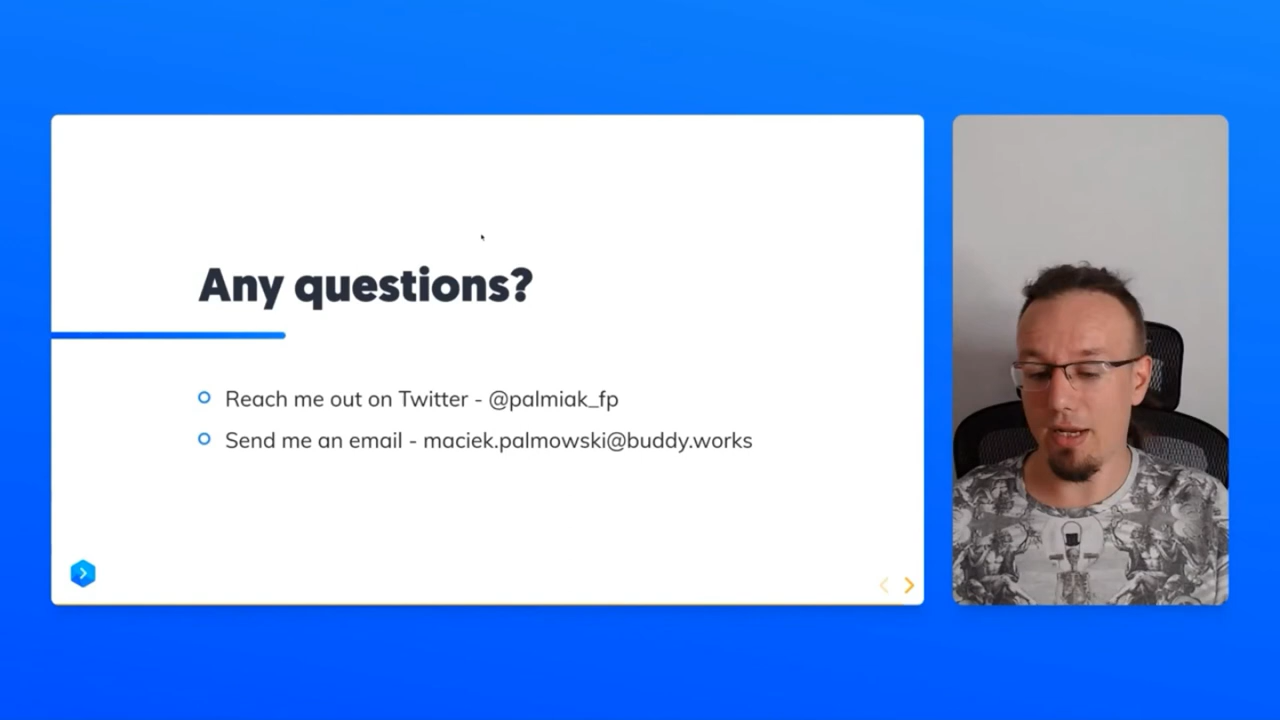 Any questions?
Reach me out on Twitter - @palmiak_fp
Send me an email - maciek.palmowski@buddy.works